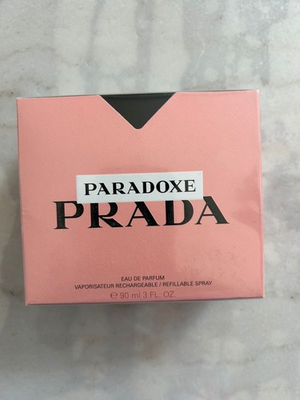 PARADOXE
PRADA
EAU DE PARFUM
VAPORISATEUR RECHARGEABLE / REFILLABLE SPRAY
℮ 90 ml 3 FL. OZ.